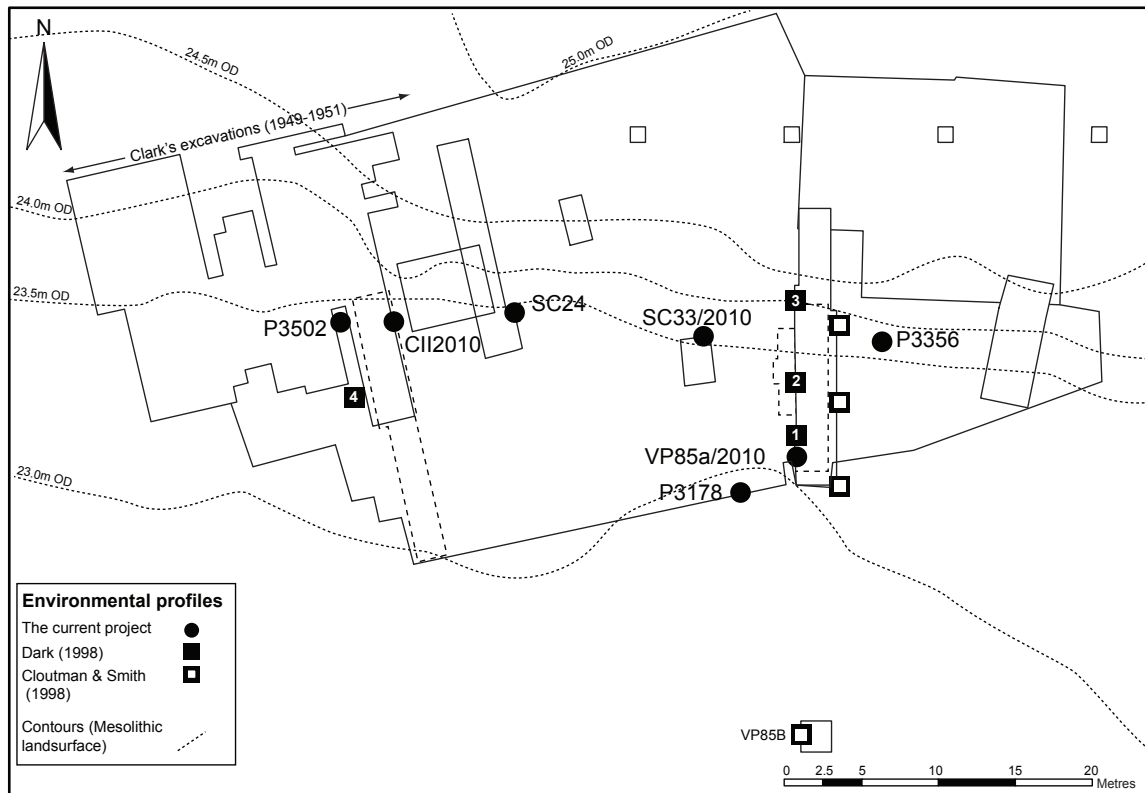 N
24.5m OD
25.0m OD
Clark's excavations (1949-1951)
24.0m OD
23.5m OD
3
SC24
P3502
CII2010
SC33/2010
P3356
2
4
1
VP85a/2010
23.0m OD
P3178
Environmental profiles
The current project
Dark (1998)
Cloutman & Smith
(1998)
Contours (Mesolithic
landsurface)
VP85B
0 2.5 5 10 15 20
Metres